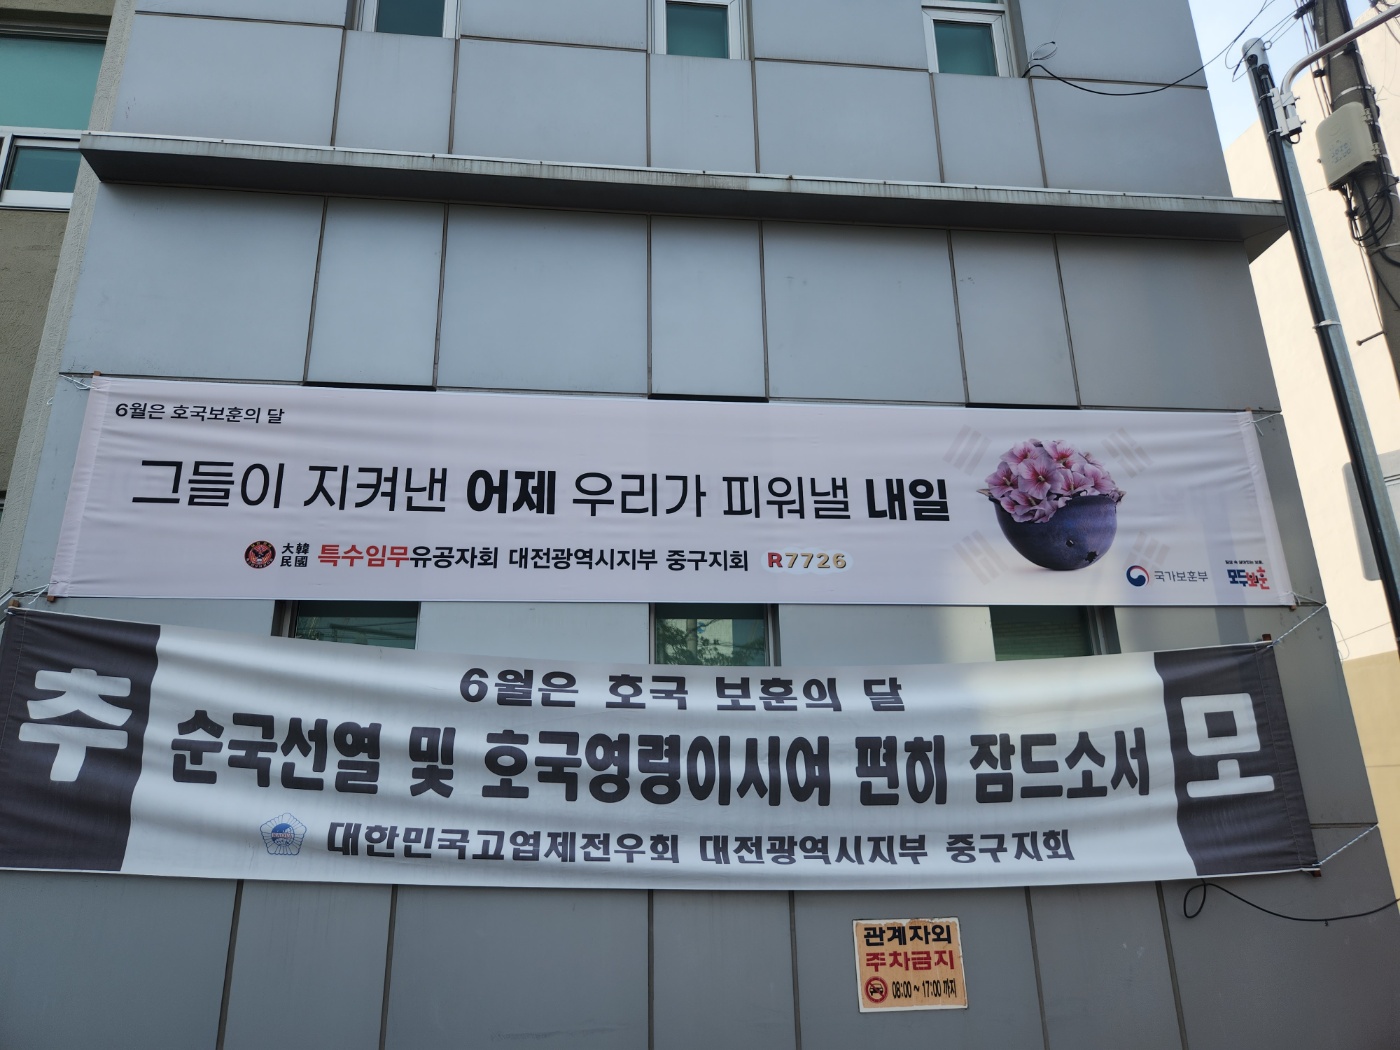 6월은 호국보훈의 달
그들이 지켜낸 어제 우리가 피워낼 내일
大韓
民國
특수임무유공자회 대전광역시지부 중구지회 R7726
국가보훈부
모두의보훈
추 모
6월은 호국 보훈의 달
순국선열 및 호국영령이시여 편히 잠드소서
대한민국고엽제전우회 대전광역시지부 중구지회
관계자외
주차금지
08:00 ~ 17:00 까지